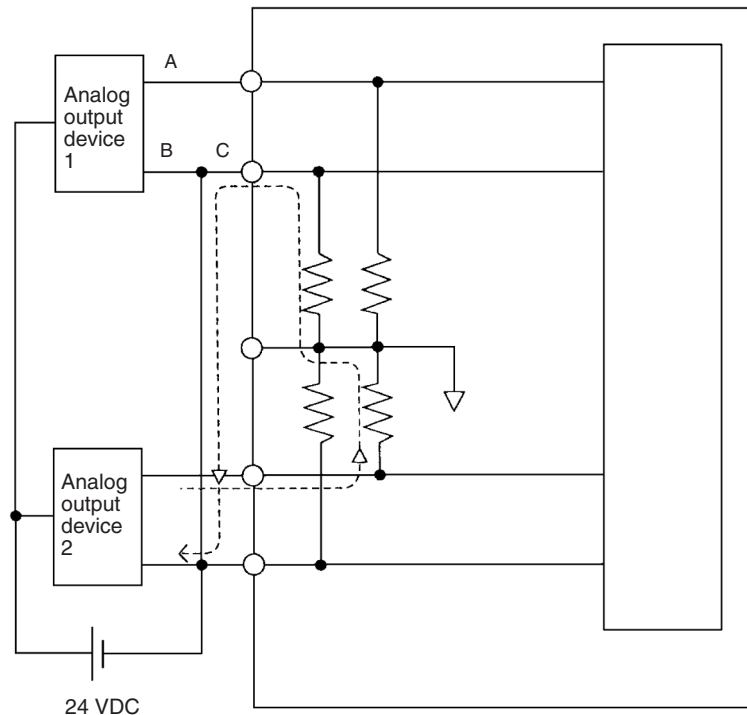 A
Analog
output
device
1
B C
Analog
output
device
2
24 VDC